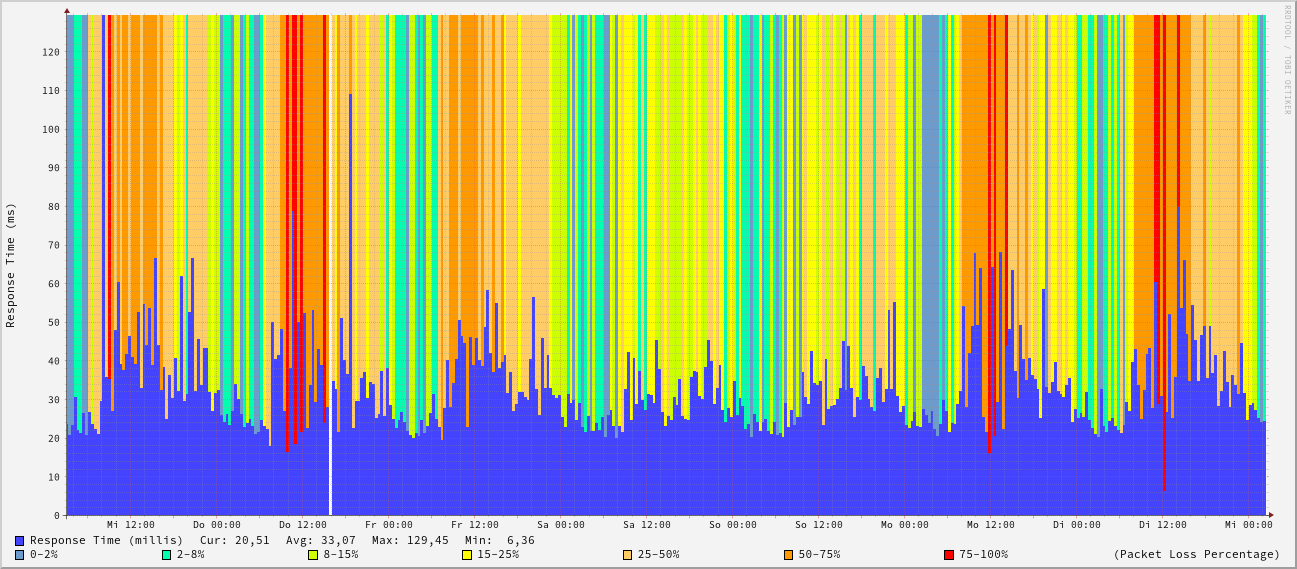 RRDTOOL / TOBI OETIKER
Response Time (ms)
120
110
100
90
80
70
60
50
40
30
20
10
0
Mi 12:00 Do 00:00 Do 12:00 Fr 00:00 Fr 12:00 Sa 00:00 Sa 12:00 So 00:00 So 12:00 Mo 00:00 Mo 12:00 Di 00:00 Di 12:00 Mi 00:00
Response Time (millis) Cur: 20,51 Avg: 33,07 Max: 129,45 Min: 6,36
0-2% 2-8% 8-15% 15-25% 25-50% 50-75% 75-100% (Packet Loss Percentage)